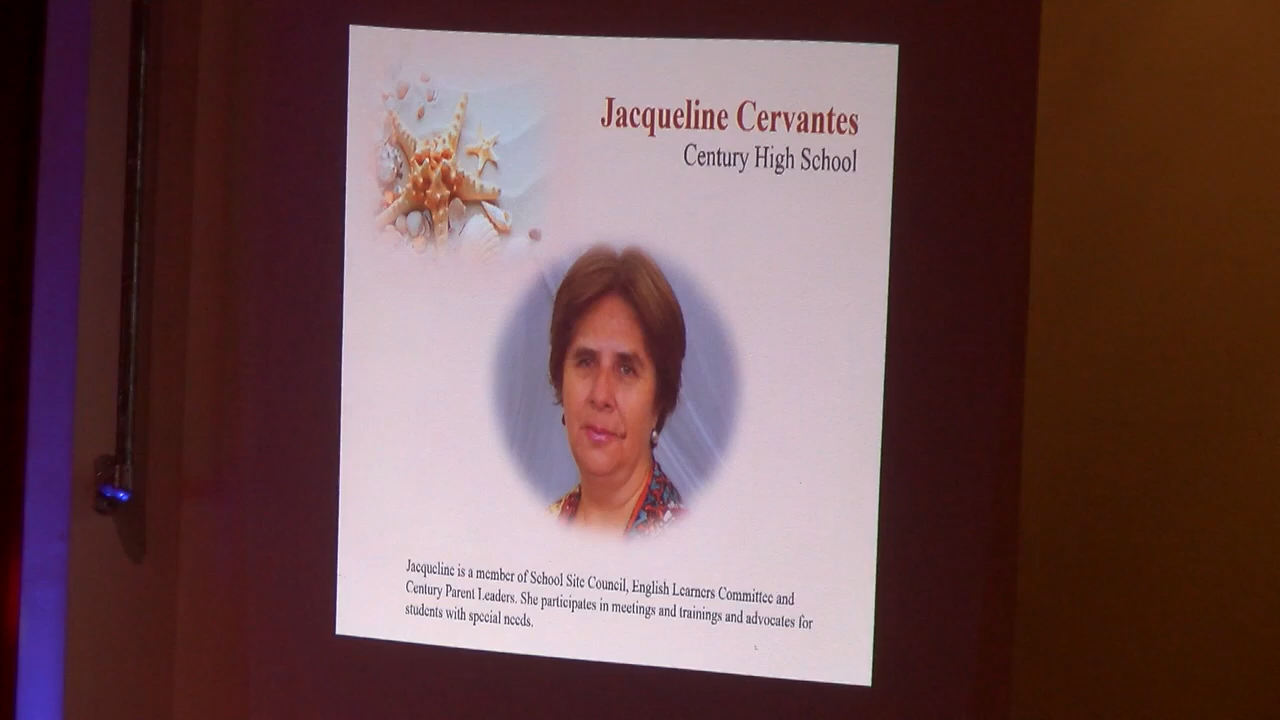 Jacqueline Cervantes
Century High School
Jacqueline is a member of School Site Council, English Learners Committee and
Century Parent Leaders. She participates in meetings and trainings and advocates for
students with special needs.